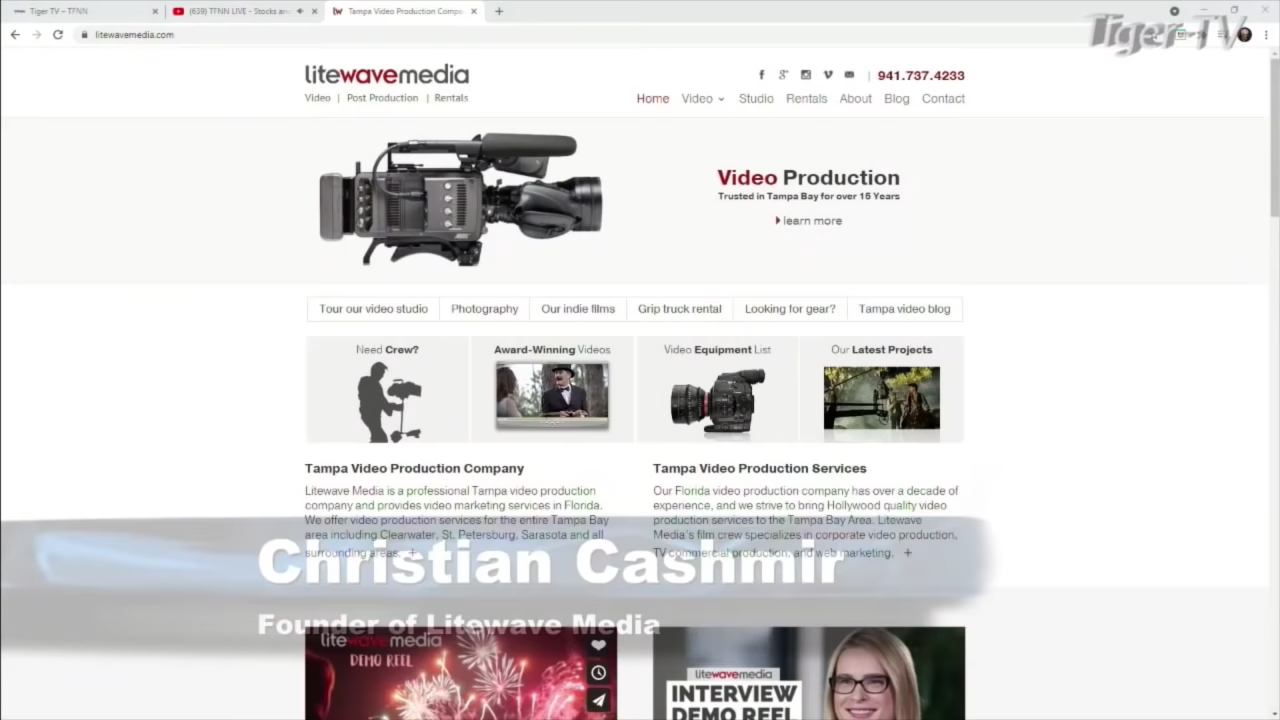 Tiger TV – TFNN
(639) TFNN LIVE - Stocks an
Tampa Video Production Compa
Tiger TV
litewavemedia.com
litewavemedia
941.737.4233
Video | Post Production | Rentals
Home Video Studio Rentals About Blog Contact
Video Production
Trusted in Tampa Bay for over 15 Years
learn more
Tour our video studio
Photography
Our indie films
Grip truck rental
Looking for gear?
Tampa video blog
Need Crew?
Award-Winning Videos
Video Equipment List
Our Latest Projects
Tampa Video Production Company
Litewave Media is a professional Tampa video production
company and provides video marketing services in Florida.
We offer video production services for the entire Tampa Bay
area including Clearwater, St. Petersburg, Sarasota and all
surrounding areas. +
Tampa Video Production Services
Our Florida video production company has over a decade of
experience, and we strive to bring Hollywood quality video
production services to the Tampa Bay Area. Litewave
Media's film crew specializes in corporate video production,
TV commercial production, and web marketing. +
Christian Cashmir
Founder of Litewave Media
litewavemedia
DEMO REEL
litewavemedia
INTERVIEW
DEMO REEL